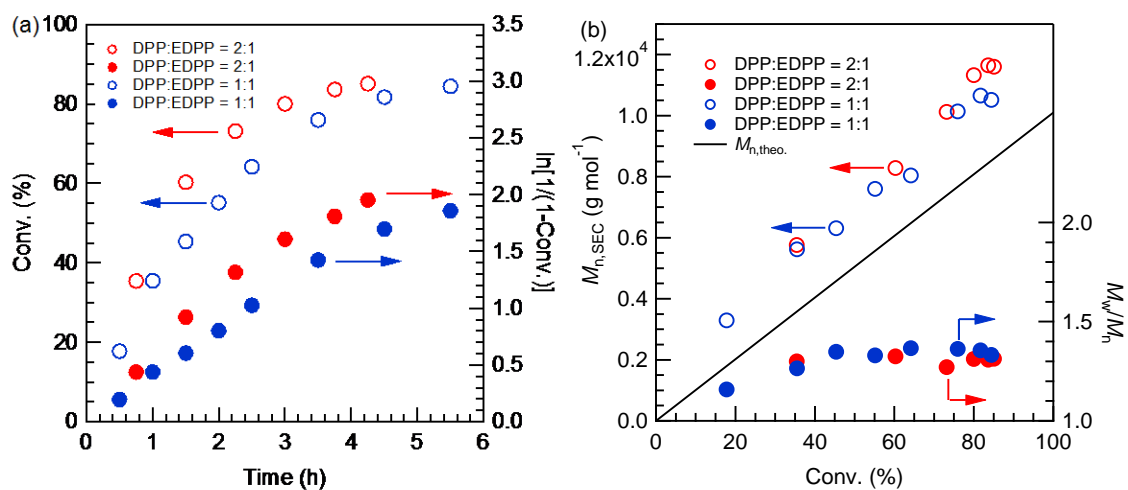 (a)
100
80
60
40
20
0
Conv. (%)
DPP:EDPP = 2:1
DPP:EDPP = 2:1
DPP:EDPP = 1:1
DPP:EDPP = 1:1
3.5
3.0
2.5
2.0
1.5
1.0
0.5
0.0
ln[1/(1-Conv.)]
0 1 2 3 4 5 6
Time (h)
(b)
1.2x10⁴
1.0
0.8
0.6
0.4
0.2
0.0
Mn,SEC (g mol⁻¹)
DPP:EDPP = 2:1
DPP:EDPP = 2:1
DPP:EDPP = 1:1
DPP:EDPP = 1:1
Mn,theo.
2.0
1.5
1.0
Mw/Mn
0 20 40 60 80 100
Conv. (%)